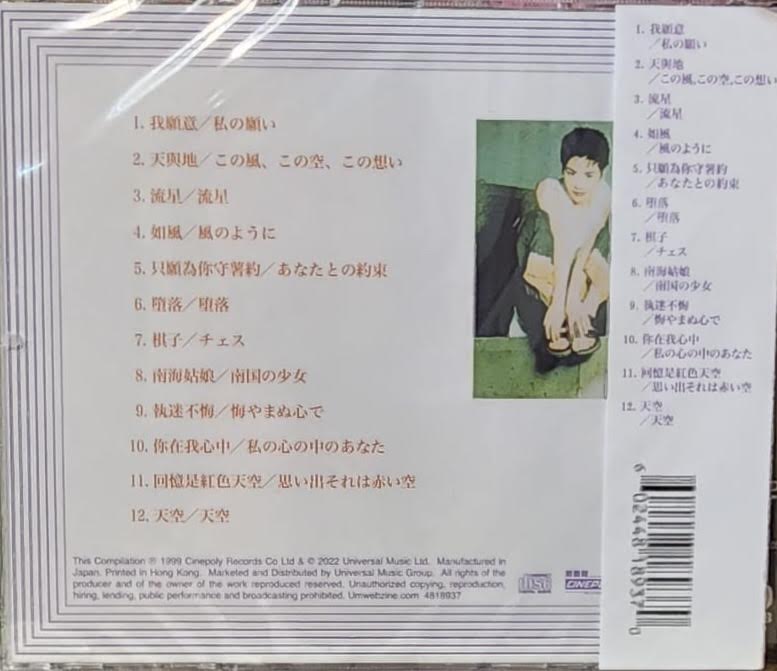 1. 我願意／私の願い
2. 天與地／この風、この空、この想い
3. 流星／流星
4. 如風／風のように
5. 只願為你守著約／あなたとの約束
6. 墮落／堕落
7. 棋子／チェス
8. 南海姑娘／南国の少女
9. 執迷不悔／悔やまぬ心で
10. 你在我心中／私の心の中のあなた
11. 回憶是紅色天空／思い出それは赤い空
12. 天空／天空
This Compilation ℗ 1999 Cinepoly Records Co Ltd & © 2022 Universal Music Ltd. Manufactured in
Japan. Printed in Hong Kong. Marketed and Distributed by Universal Music Group. All rights of the
producer and of the owner of the work reproduced reserved. Unauthorized copying, reproduction,
hiring, lending, public performance and broadcasting prohibited. Umwebzine.com 4818937
1. 我願意
／私の願い
2. 天與地
／この風,この空,この想い
3. 流星
／流星
4. 如風
／風のように
5. 只願為你守著約
／あなたとの約束
6. 墮落
／堕落
7. 棋子
／チェス
8. 南海姑娘
／南国の少女
9. 執迷不悔
／悔やまぬ心で
10. 你在我心中
／私の心の中のあなた
11. 回憶是紅色天空
／思い出それは赤い空
12. 天空
／天空
6 02448 18937 0